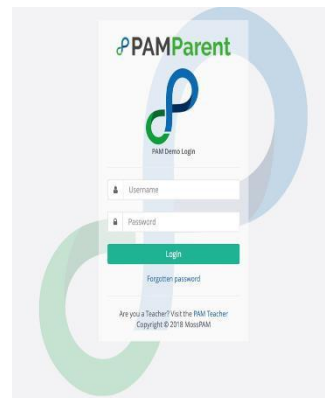 PAMParent
PAM Demo Login
Username
Password
Login
Forgotten password
Are you a Teacher? Visit the PAM Teacher
Copyright © 2018 MossPAM